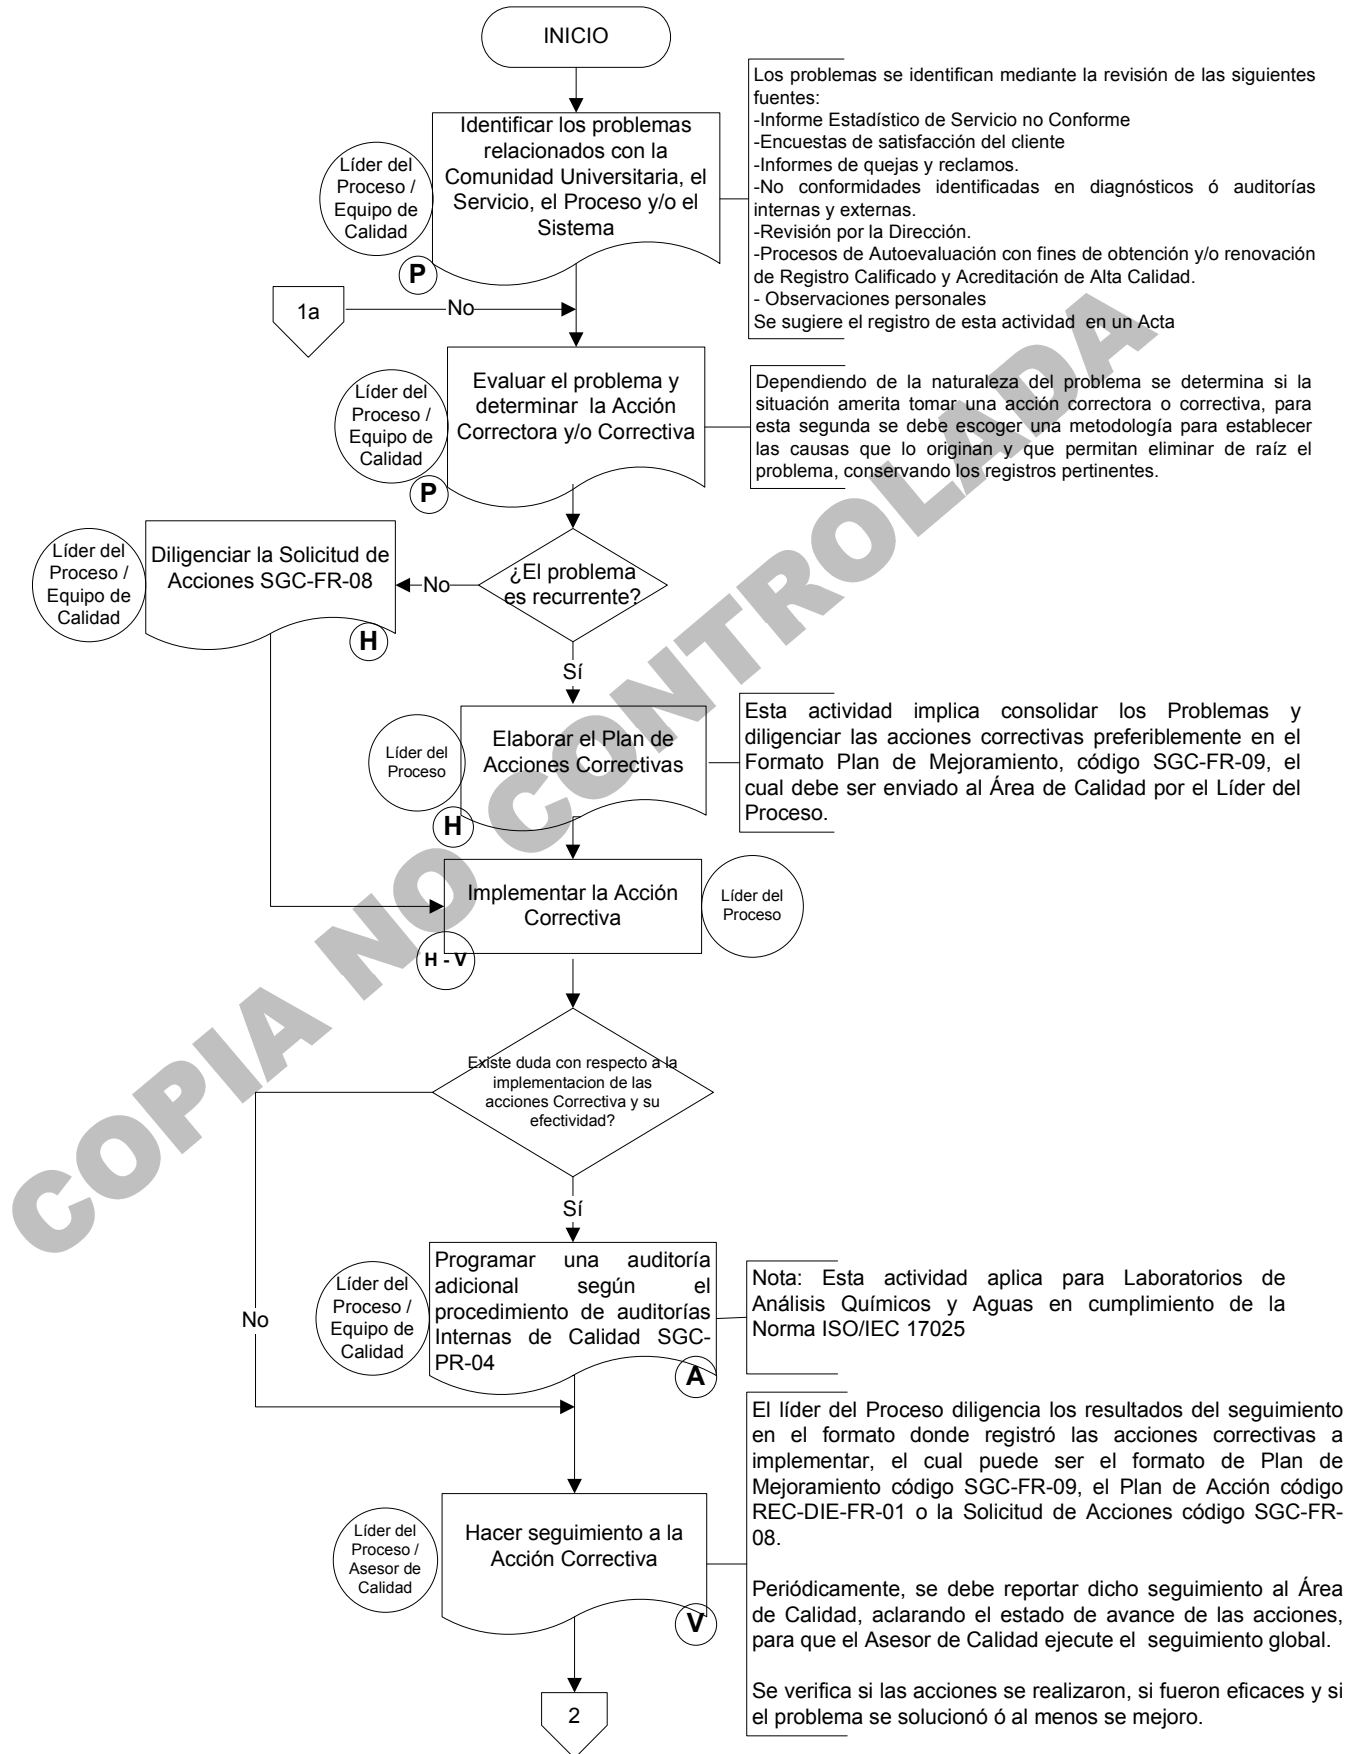 INICIO
Los problemas se identifican mediante la revisión de las siguientes
fuentes:
-Informe Estadístico de Servicio no Conforme
-Encuestas de satisfacción del cliente
-Informes de quejas y reclamos.
-No conformidades identificadas en diagnósticos ó auditorías
internas y externas.
-Revisión por la Dirección.
-Procesos de Autoevaluación con fines de obtención y/o renovación
de Registro Calificado y Acreditación de Alta Calidad.
- Observaciones personales
Se sugiere el registro de esta actividad en un Acta
Identificar los problemas
relacionados con la
Comunidad Universitaria, el
Servicio, el Proceso y/o el
Sistema
Líder del
Proceso /
Equipo de
Calidad
P
1a
No
Evaluar el problema y
determinar la Acción
Correctora y/o Correctiva
Líder del
Proceso /
Equipo de
Calidad
P
Dependiendo de la naturaleza del problema se determina si la
situación amerita tomar una acción correctora o correctiva, para
esta segunda se debe escoger una metodología para establecer
las causas que lo originan y que permitan eliminar de raíz el
problema, conservando los registros pertinentes.
¿El problema
es recurrente?
No
Diligenciar la Solicitud de
Acciones SGC-FR-08
Líder del
Proceso /
Equipo de
Calidad
H
Sí
Elaborar el Plan de
Acciones Correctivas
Líder del
Proceso
H
Esta actividad implica consolidar los Problemas y
diligenciar las acciones correctivas preferiblemente en el
Formato Plan de Mejoramiento, código SGC-FR-09, el
cual debe ser enviado al Área de Calidad por el Líder del
Proceso.
Implementar la Acción
Correctiva
Líder del
Proceso
H - V
Existe duda con respecto a la
implementacion de las
acciones Correctiva y su
efectividad?
No
Sí
Programar una auditoría
adicional según el
procedimiento de auditorías
Internas de Calidad SGC-
PR-04
Líder del
Proceso /
Equipo de
Calidad
A
Nota: Esta actividad aplica para Laboratorios de
Análisis Químicos y Aguas en cumplimiento de la
Norma ISO/IEC 17025
Hacer seguimiento a la
Acción Correctiva
Líder del
Proceso /
Asesor de
Calidad
V
El líder del Proceso diligencia los resultados del seguimiento
en el formato donde registró las acciones correctivas a
implementar, el cual puede ser el formato de Plan de
Mejoramiento código SGC-FR-09, el Plan de Acción código
REC-DIE-FR-01 o la Solicitud de Acciones código SGC-FR-
08.
Periódicamente, se debe reportar dicho seguimiento al Área
de Calidad, aclarando el estado de avance de las acciones,
para que el Asesor de Calidad ejecute el seguimiento global.
Se verifica si las acciones se realizaron, si fueron eficaces y si
el problema se solucionó ó al menos se mejoro.
2
COPIA NO CONTROLADA